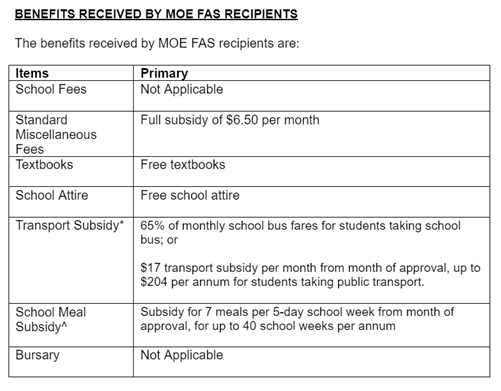 BENEFITS RECEIVED BY MOE FAS RECIPIENTS
The benefits received by MOE FAS recipients are:
Items Primary
School Fees Not Applicable
Standard Full subsidy of $6.50 per month
Miscellaneous
Fees
Textbooks Free textbooks
School Attire Free school attire
Transport Subsidy* 65% of monthly school bus fares for students taking school
bus; or
$17 transport subsidy per month from month of approval, up to
$204 per annum for students taking public transport.
School Meal Subsidy for 7 meals per 5-day school week from month of
Subsidy^ approval, for up to 40 school weeks per annum
Bursary Not Applicable